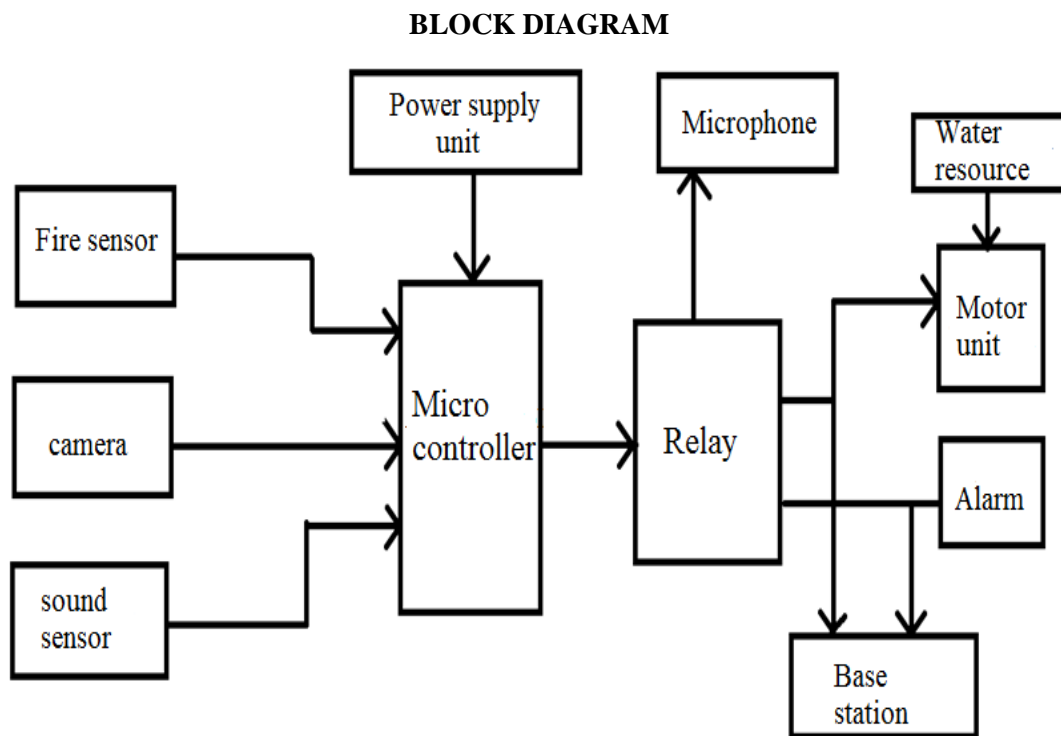 BLOCK DIAGRAM
Power supply
unit
Microphone
Water
resource
Fire sensor
Motor
unit
camera
Micro
controller
Relay
Alarm
sound
sensor
Base
station